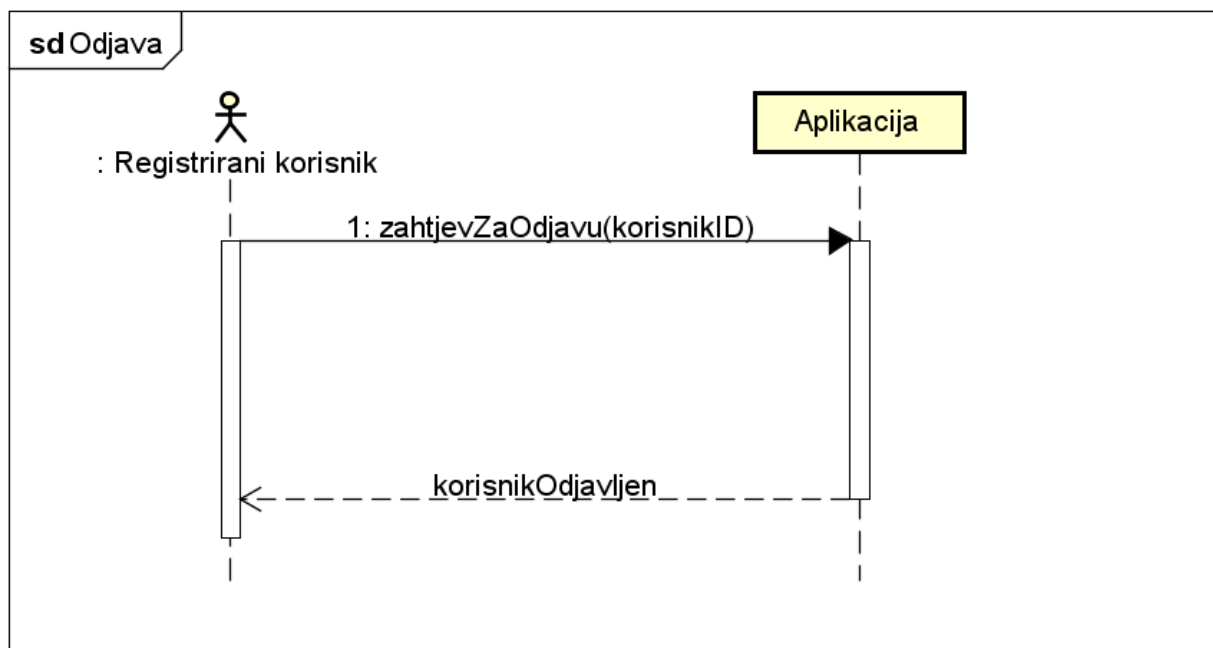 sd Odjava
: Registrirani korisnik
Aplikacija
1: zahtjevZaOdjavu(korisnikID)
korisnikOdjavljen